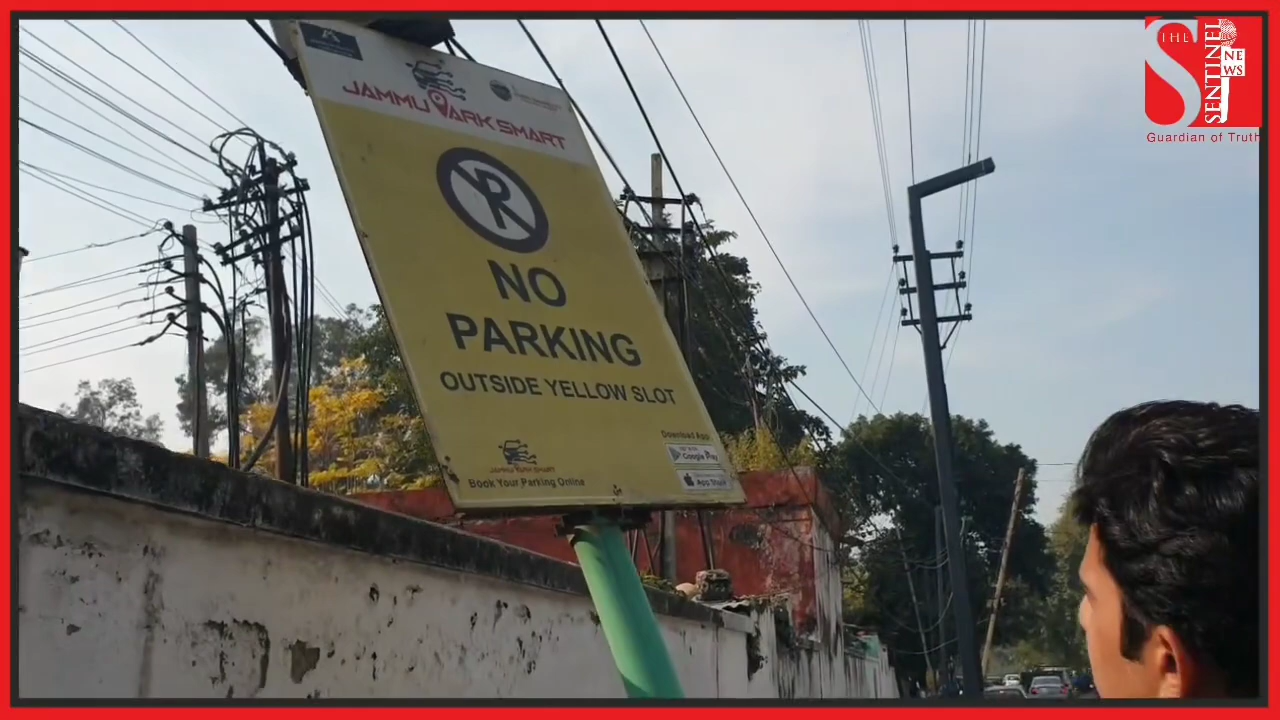 JAMMU PARK SMART
P
NO
PARKING
OUTSIDE YELLOW SLOT
JAMMU PARK SMART
Book Your Parking Online
Download App
Google Play
App Store
THE
SENTINEL
NEWS
Guardian of Truth